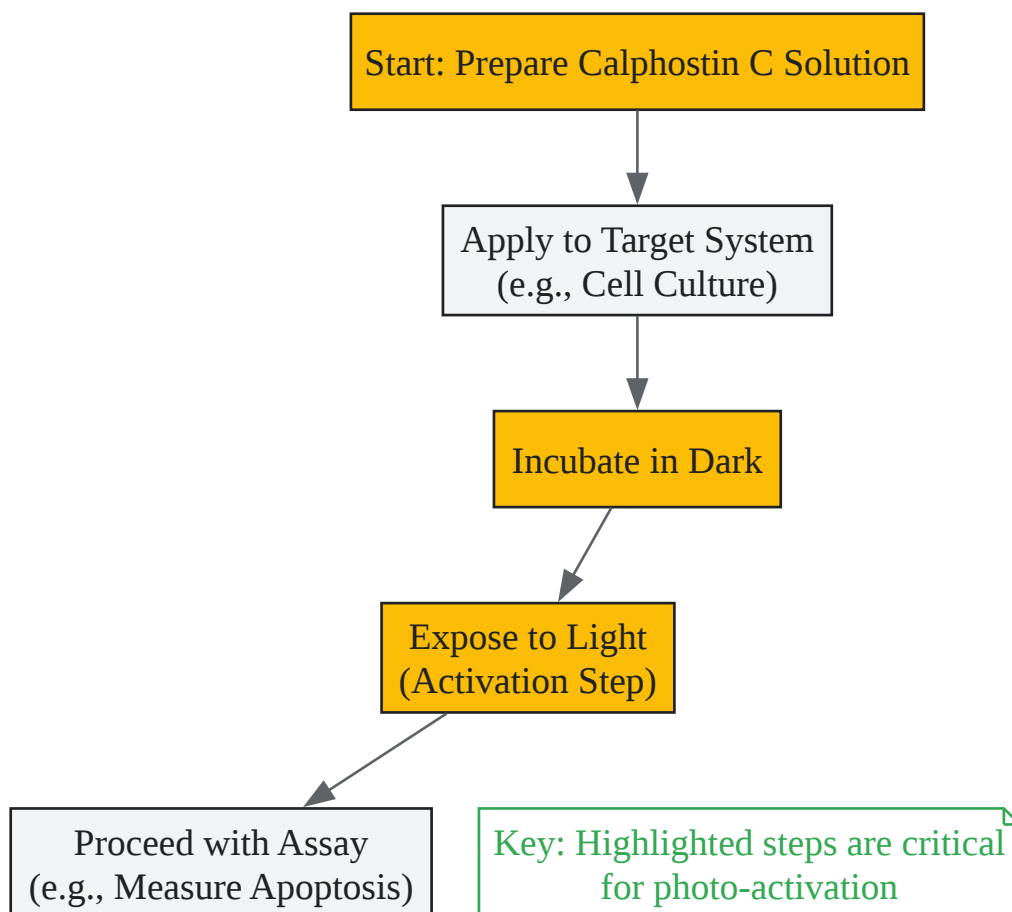 Start: Prepare Calphostin C Solution
Apply to Target System
(e.g., Cell Culture)
Incubate in Dark
Expose to Light
(Activation Step)
Proceed with Assay
(e.g., Measure Apoptosis)
Key: Highlighted steps are critical
for photo-activation